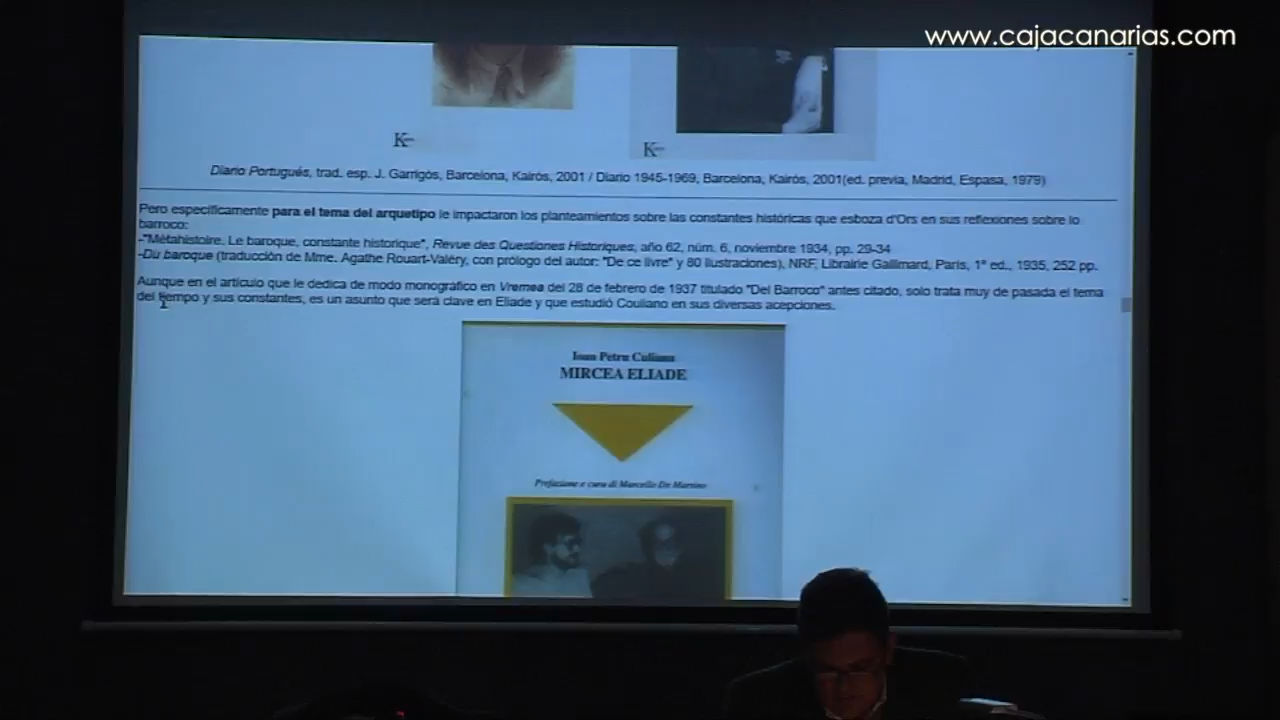 www.cajacanarias.com
K
K
Diario Portugués, trad. esp. J. Garrigós, Barcelona, Kairós, 2001 / Diario 1945-1969, Barcelona, Kairós, 2001(ed. previa, Madrid, Espasa, 1979)
Pero específicamente para el tema del arquetipo le impactaron los planteamientos sobre las constantes históricas que esboza d'Ors en sus reflexiones sobre lo
barroco:
-"Métahistoire. Le baroque, constante historique", Revue des Questiones Historiques, año 62, núm. 6, noviembre 1934, pp. 29-34
-Du baroque (traducción de Mme. Agathe Rouart-Valéry, con prólogo del autor: "De ce livre" y 80 ilustraciones), NRF, Librairie Gallimard, París, 1ª ed., 1935, 252 pp.
Aunque en el artículo que le dedica de modo monográfico en Vremea del 28 de febrero de 1937 titulado "Del Barroco" antes citado, solo trata muy de pasada el tema
del tiempo y sus constantes, es un asunto que será clave en Eliade y que estudió Couliano en sus diversas acepciones.
Ioan Petru Culianu
MIRCEA ELIADE
Prefazione e cura di Marcello De Martino